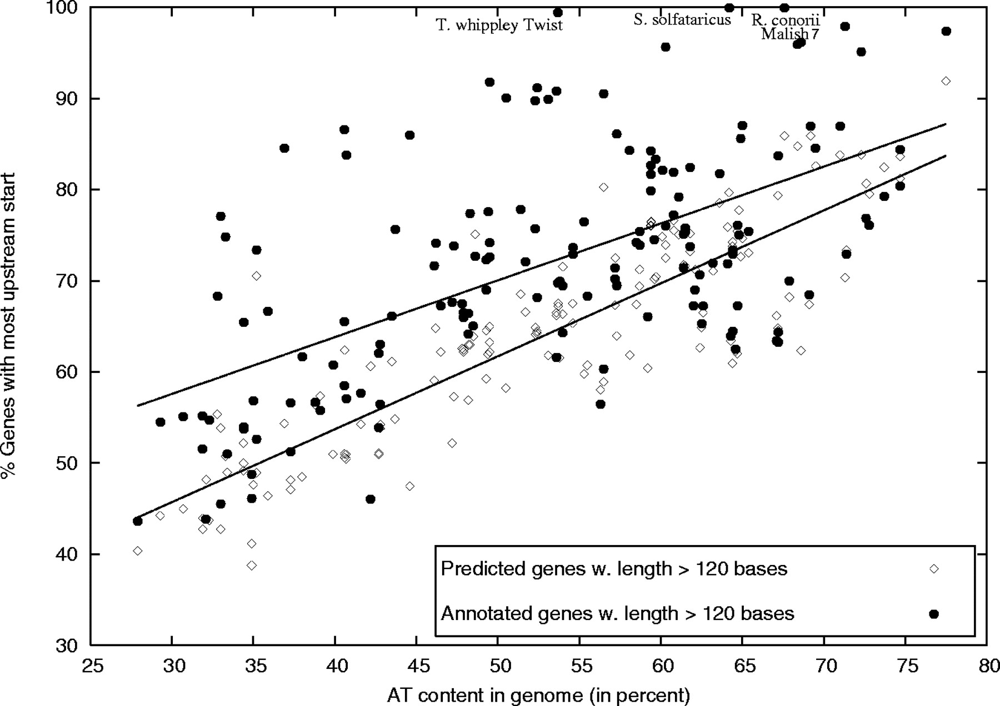 100
T. whippley Twist
S. solfataricus
R. conorii
Malish 7
90
80
70
60
50
40
30
% Genes with most upstream start
Predicted genes w. length > 120 bases
Annotated genes w. length > 120 bases
25 30 35 40 45 50 55 60 65 70 75 80
AT content in genome (in percent)